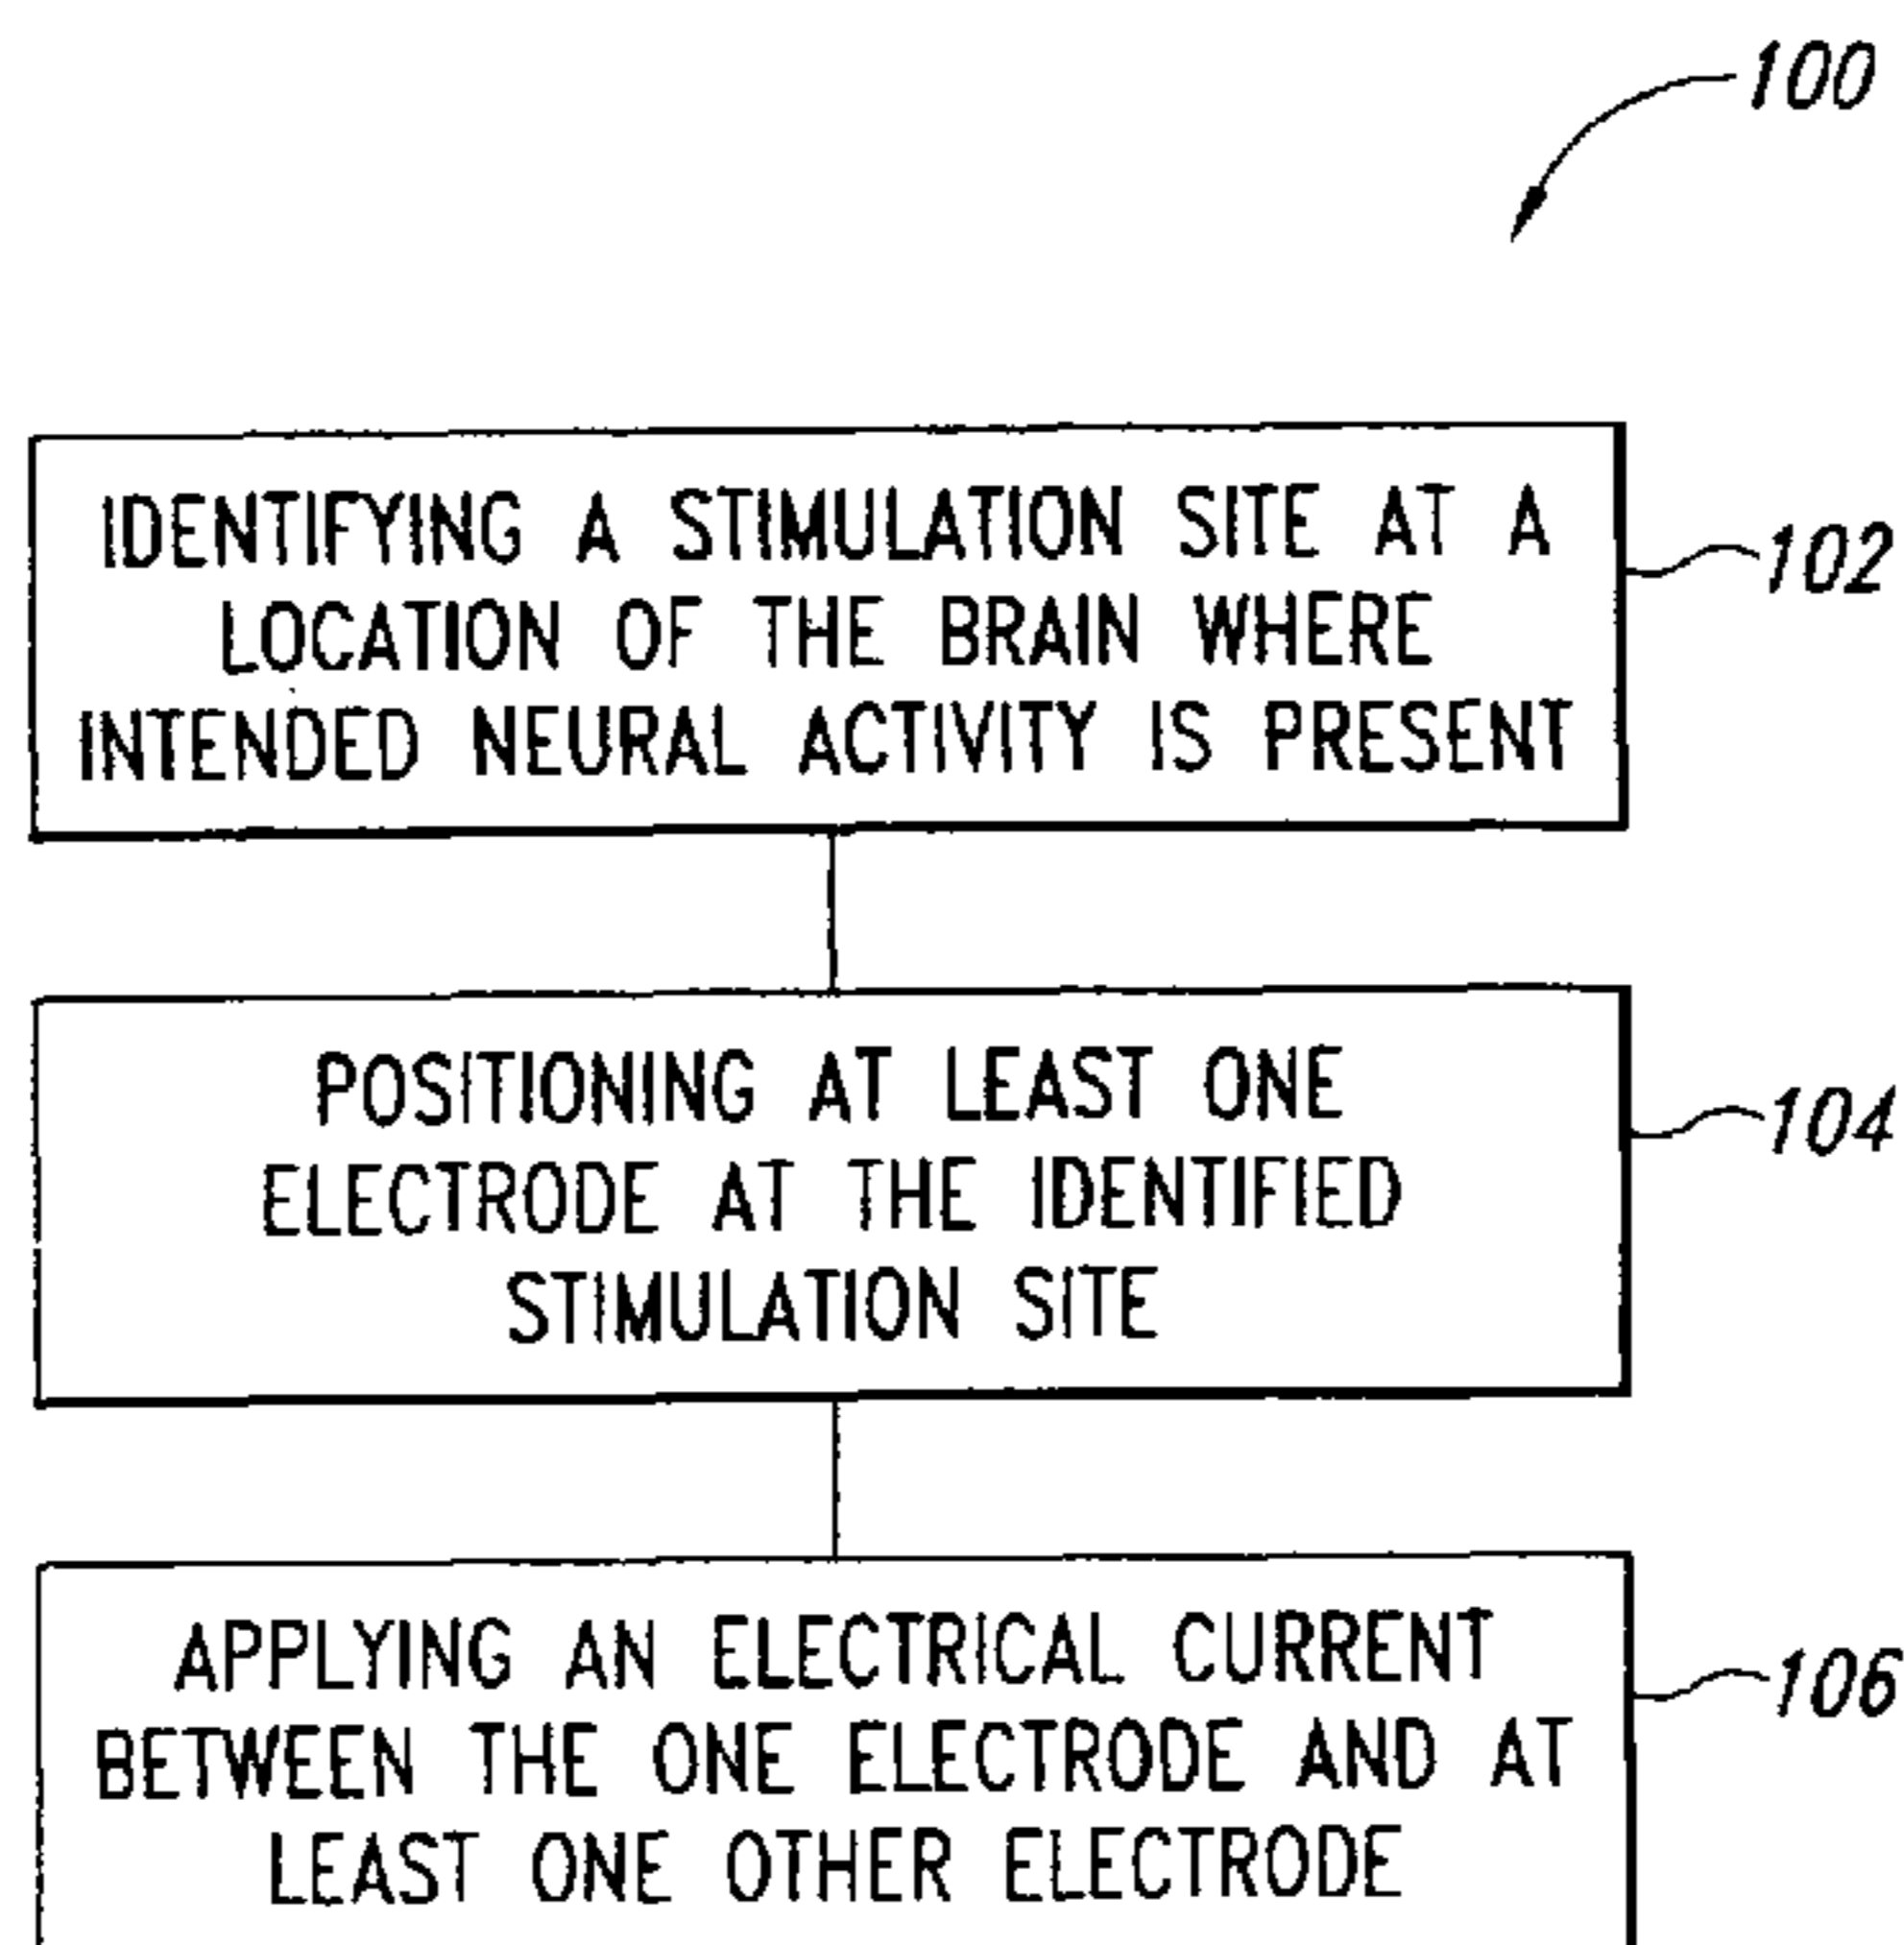 100
IDENTIFYING A STIMULATION SITE AT A
LOCATION OF THE BRAIN WHERE
INTENDED NEURAL ACTIVITY IS PRESENT
102
POSITIONING AT LEAST ONE
ELECTRODE AT THE IDENTIFIED
STIMULATION SITE
104
APPLYING AN ELECTRICAL CURRENT
BETWEEN THE ONE ELECTRODE AND AT
LEAST ONE OTHER ELECTRODE
106